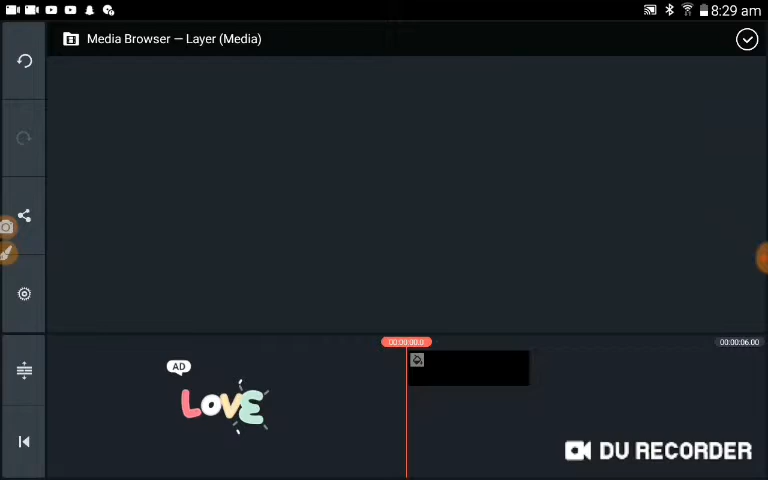 8:29 am
Media Browser — Layer (Media)
00:00:00.0
00:00:06.00
AD
LOVE
DU RECORDER